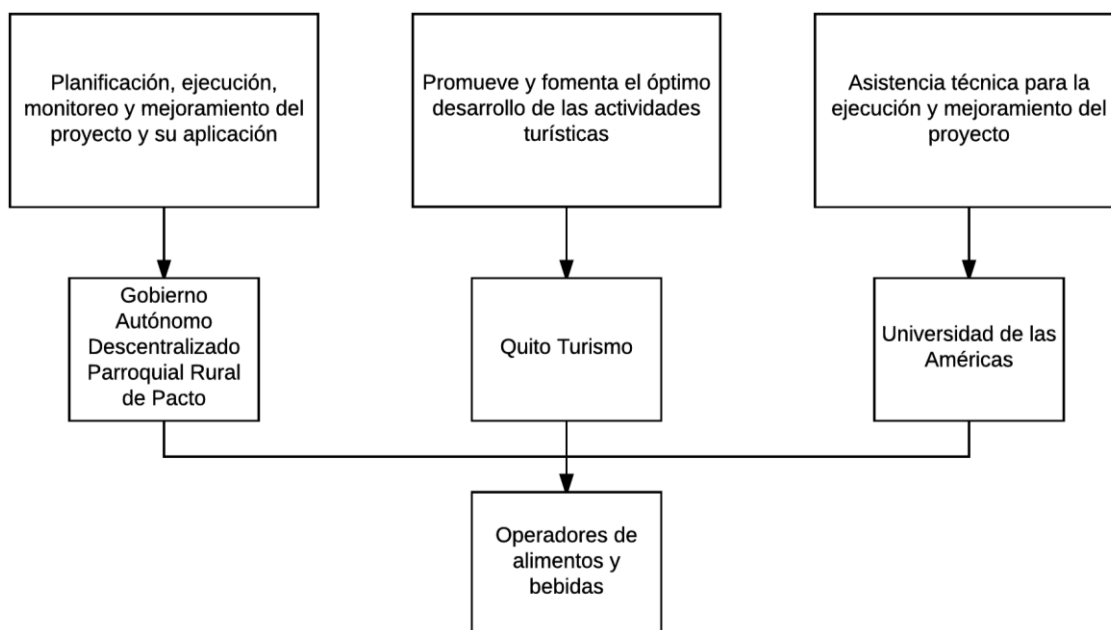 Planificación, ejecución,
monitoreo y mejoramiento del
proyecto y su aplicación
Promueve y fomenta el óptimo
desarrollo de las actividades
turísticas
Asistencia técnica para la
ejecución y mejoramiento del
proyecto
Gobierno
Autónomo
Descentralizado
Parroquial Rural
de Pacto
Quito Turismo
Universidad de las
Américas
Operadores de
alimentos y
bebidas